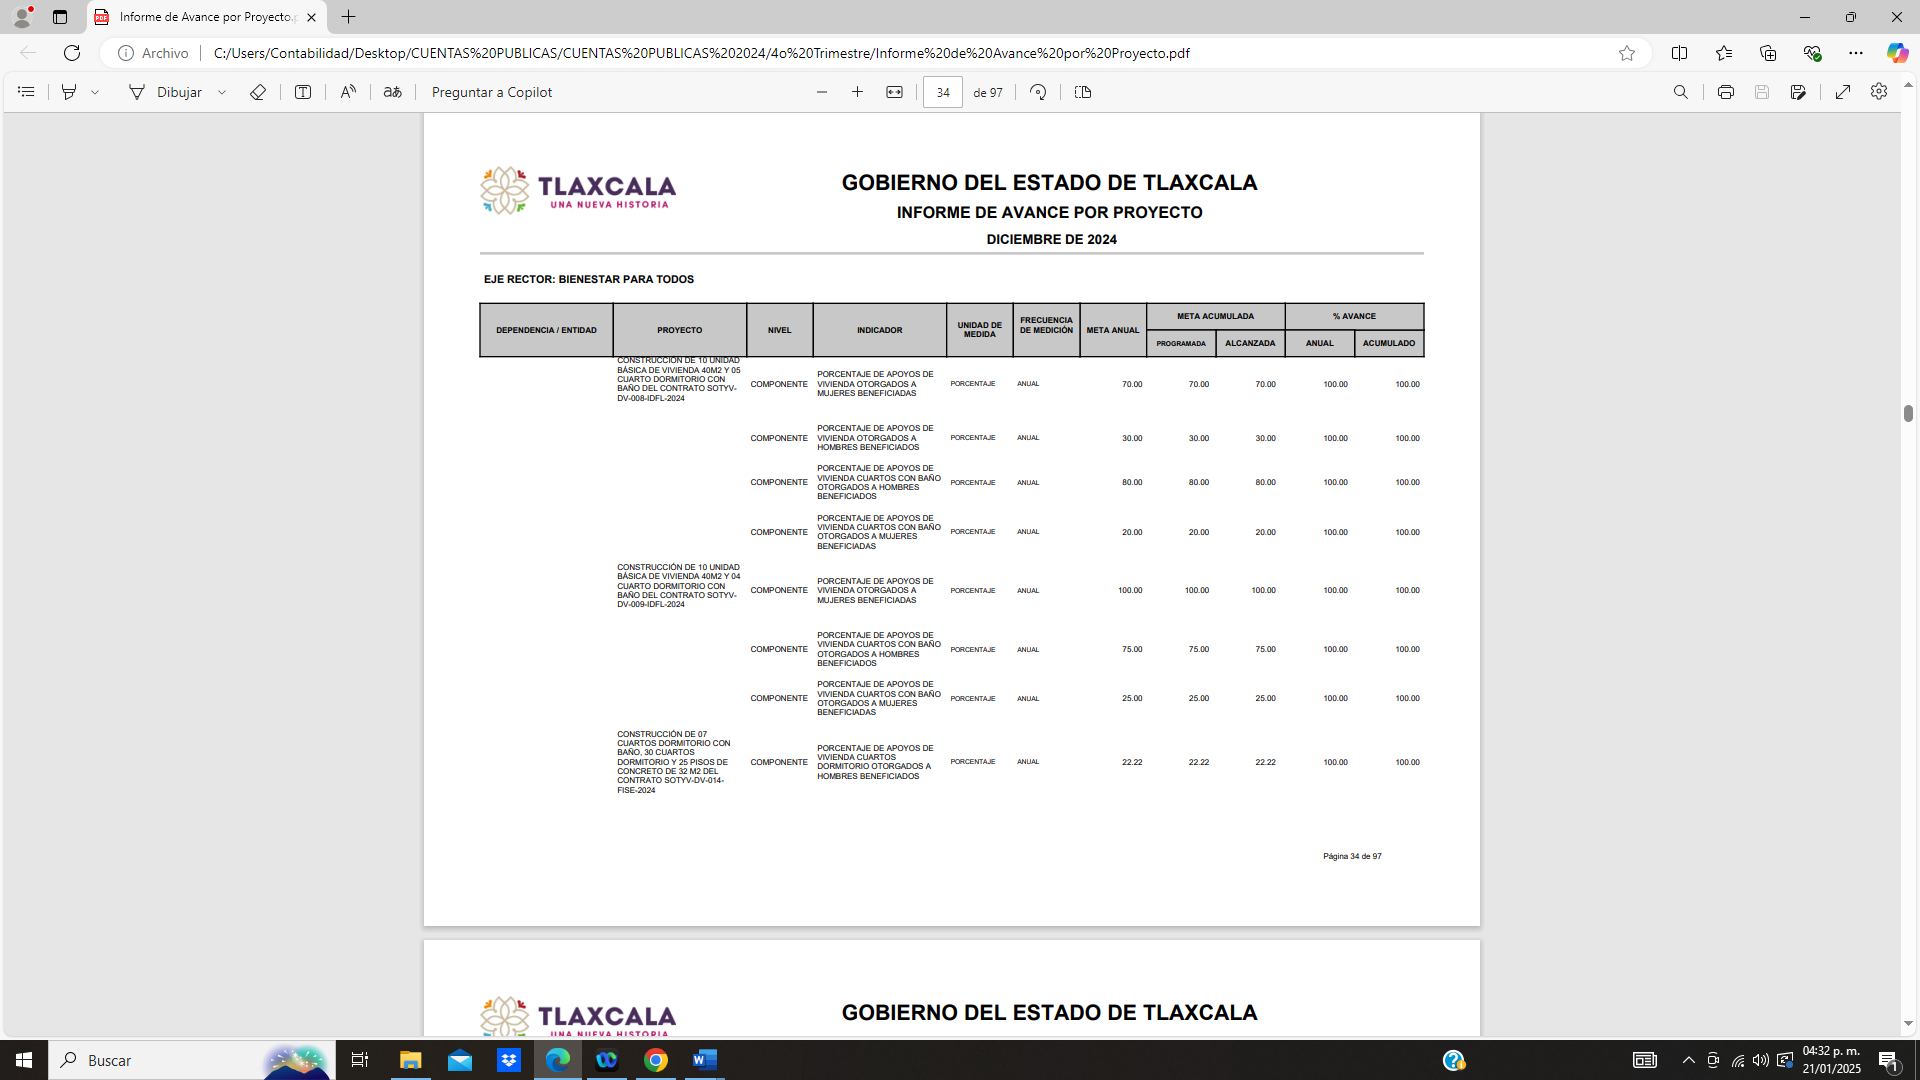 Informe de Avance por Proyecto.p
Archivo
C:/Users/Contabilidad/Desktop/CUENTAS%20PUBLICAS/CUENTAS%20PUBLICAS%202024/4o%20Trimestre/Informe%20de%20Avance%20por%20Proyecto.pdf
Dibujar
aあ
Preguntar a Copilot
34
de 97
TLAXCALA
UNA NUEVA HISTORIA
GOBIERNO DEL ESTADO DE TLAXCALA
INFORME DE AVANCE POR PROYECTO
DICIEMBRE DE 2024
EJE RECTOR: BIENESTAR PARA TODOS
DEPENDENCIA / ENTIDAD PROYECTO NIVEL INDICADOR UNIDAD DE MEDIDA FRECUENCIA DE MEDICIÓN META ANUAL META ACUMULADA % AVANCE
PROGRAMADA ALCANZADA ANUAL ACUMULADO
CONSTRUCCIÓN DE 10 UNIDAD
BÁSICA DE VIVIENDA 40M2 Y 05
CUARTO DORMITORIO CON
BAÑO DEL CONTRATO SOTYV-
DV-008-IDFL-2024
COMPONENTE
PORCENTAJE DE APOYOS DE
VIVIENDA OTORGADOS A
MUJERES BENEFICIADAS
PORCENTAJE ANUAL 70.00 70.00 70.00 100.00 100.00
COMPONENTE
PORCENTAJE DE APOYOS DE
VIVIENDA OTORGADOS A
HOMBRES BENEFICIADOS
PORCENTAJE ANUAL 30.00 30.00 30.00 100.00 100.00
COMPONENTE
PORCENTAJE DE APOYOS DE
VIVIENDA CUARTOS CON BAÑO
OTORGADOS A HOMBRES
BENEFICIADOS
PORCENTAJE ANUAL 80.00 80.00 80.00 100.00 100.00
COMPONENTE
PORCENTAJE DE APOYOS DE
VIVIENDA CUARTOS CON BAÑO
OTORGADOS A MUJERES
BENEFICIADAS
PORCENTAJE ANUAL 20.00 20.00 20.00 100.00 100.00
CONSTRUCCIÓN DE 10 UNIDAD
BÁSICA DE VIVIENDA 40M2 Y 04
CUARTO DORMITORIO CON
BAÑO DEL CONTRATO SOTYV-
DV-009-IDFL-2024
COMPONENTE
PORCENTAJE DE APOYOS DE
VIVIENDA OTORGADOS A
MUJERES BENEFICIADAS
PORCENTAJE ANUAL 100.00 100.00 100.00 100.00 100.00
COMPONENTE
PORCENTAJE DE APOYOS DE
VIVIENDA CUARTOS CON BAÑO
OTORGADOS A HOMBRES
BENEFICIADOS
PORCENTAJE ANUAL 75.00 75.00 75.00 100.00 100.00
COMPONENTE
PORCENTAJE DE APOYOS DE
VIVIENDA CUARTOS CON BAÑO
OTORGADOS A MUJERES
BENEFICIADAS
PORCENTAJE ANUAL 25.00 25.00 25.00 100.00 100.00
CONSTRUCCIÓN DE 07
CUARTOS DORMITORIO CON
BAÑO, 30 CUARTOS
DORMITORIO Y 25 PISOS DE
CONCRETO DE 32 M2 DEL
CONTRATO SOTYV-DV-014-
FISE-2024
COMPONENTE
PORCENTAJE DE APOYOS DE
VIVIENDA CUARTOS
DORMITORIO OTORGADOS A
HOMBRES BENEFICIADOS
PORCENTAJE ANUAL 22.22 22.22 22.22 100.00 100.00
Página 34 de 97
TLAXCALA
UNA NUEVA HISTORIA
GOBIERNO DEL ESTADO DE TLAXCALA
Buscar
04:32 p. m.
21/01/2025
1